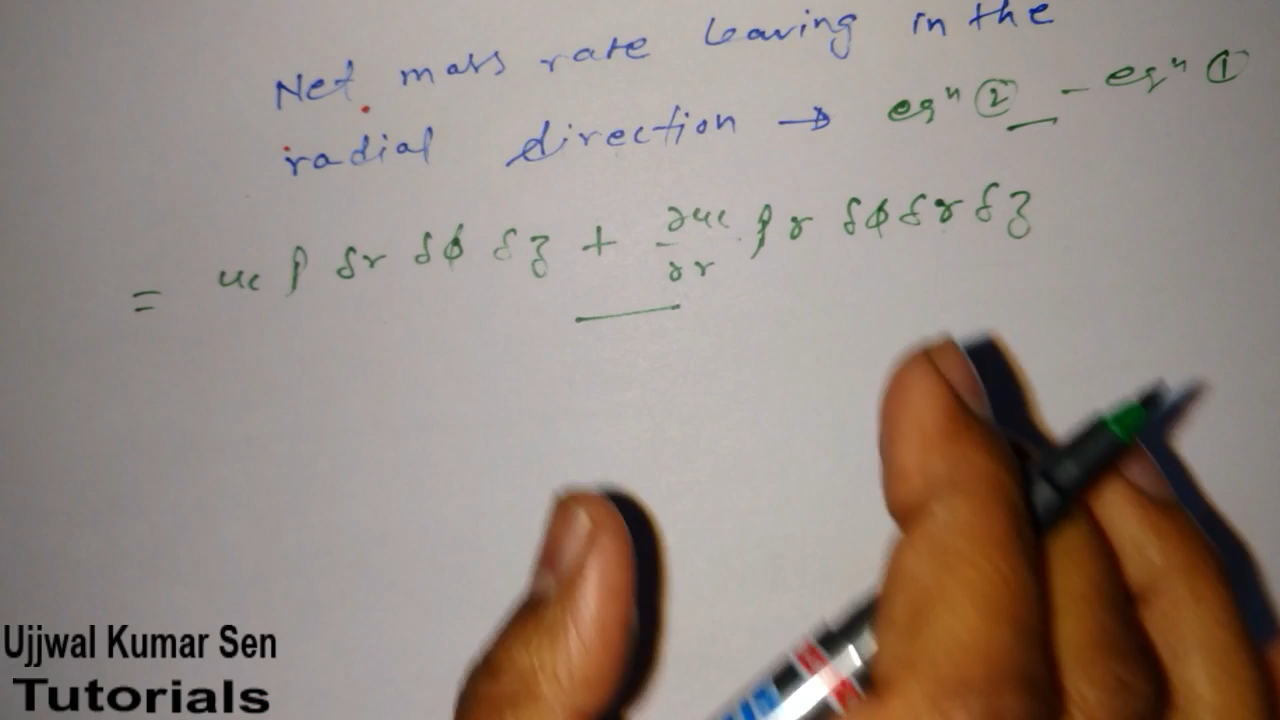 Net mass rate leaving in the
radial direction → eqⁿ ② - eqⁿ ①
= u ρ δr δϕ δz + ∂u/∂r ρ r δϕ δr δz
Ujjwal Kumar Sen
Tutorials